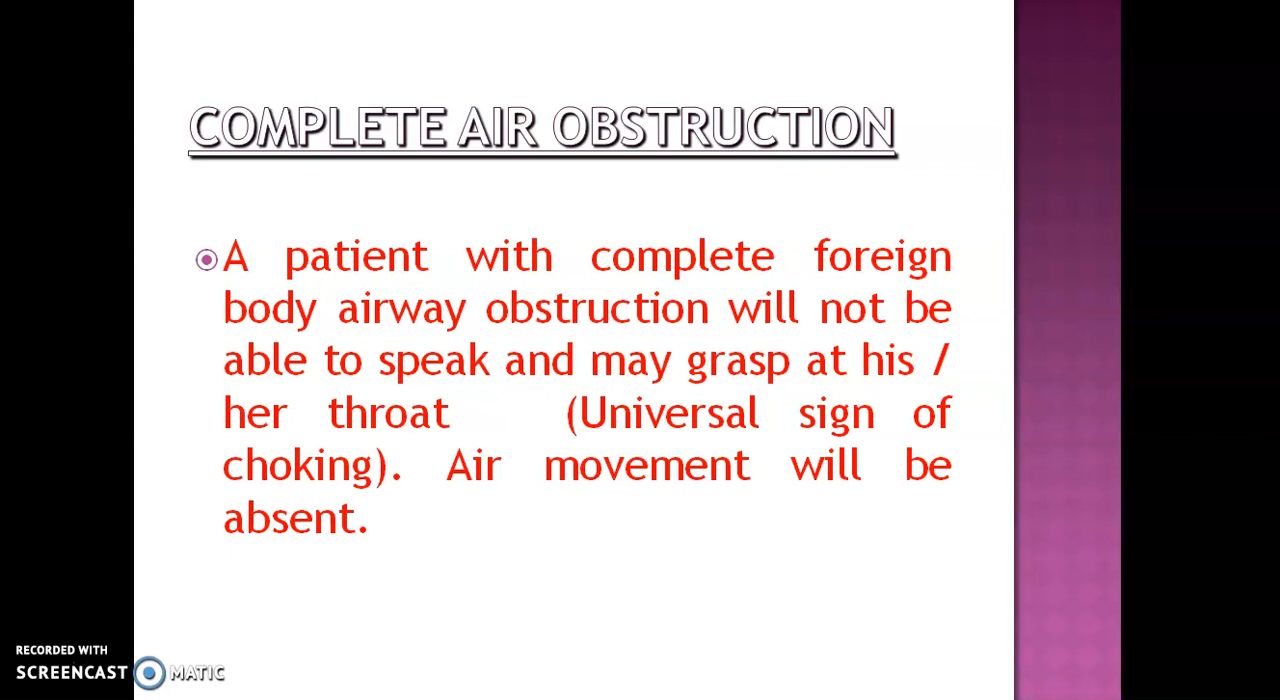 COMPLETE AIR OBSTRUCTION
A patient with complete foreign
body airway obstruction will not be
able to speak and may grasp at his /
her throat (Universal sign of
choking). Air movement will be
absent.
RECORDED WITH
SCREENCAST MATIC